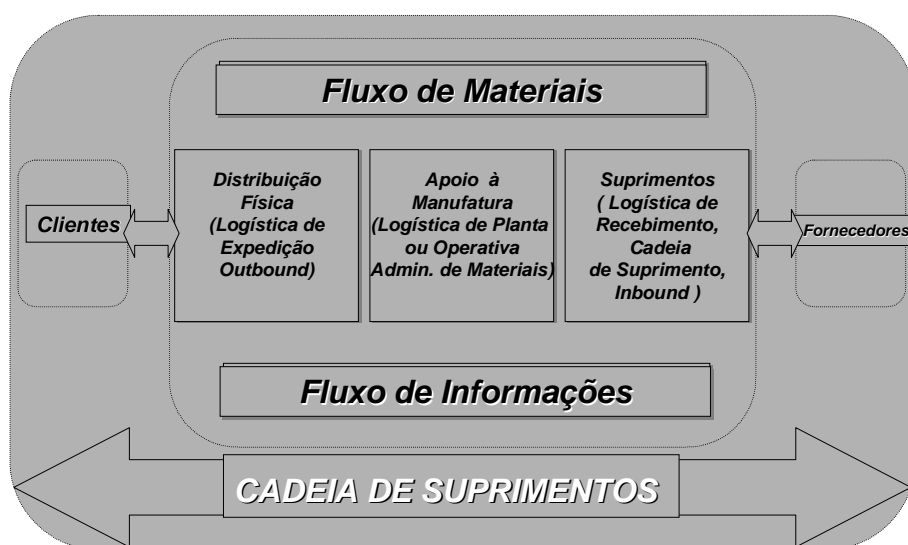 Fluxo de Materiais
Clientes
Distribuição
Física
(Logística de
Expedição
Outbound)
Apoio à
Manufatura
(Logística de Planta
ou Operativa
Admin. de Materiais)
Suprimentos
( Logística de
Recebimento,
Cadeia
de Suprimento,
Inbound )
Fornecedores
Fluxo de Informações
CADEIA DE SUPRIMENTOS